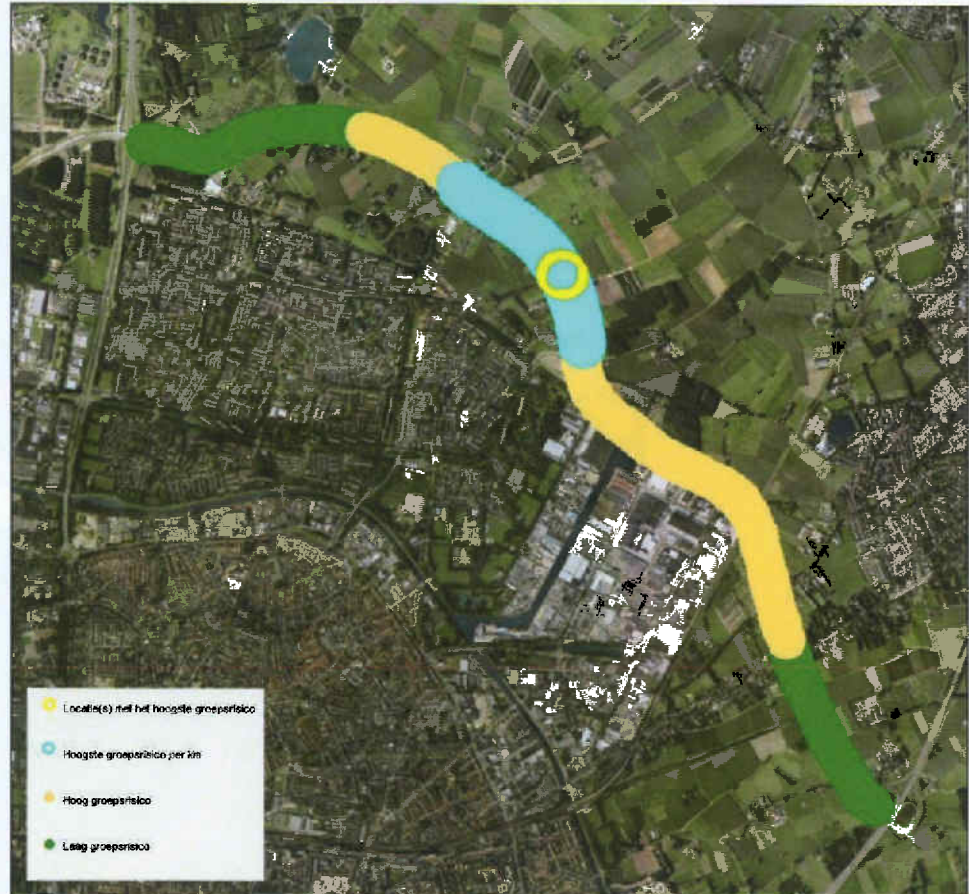 Locatie(s) met het hoogste groepsrisico
Hoogste groepsrisico per km
Hoog groepsrisico
Laag groepsrisico